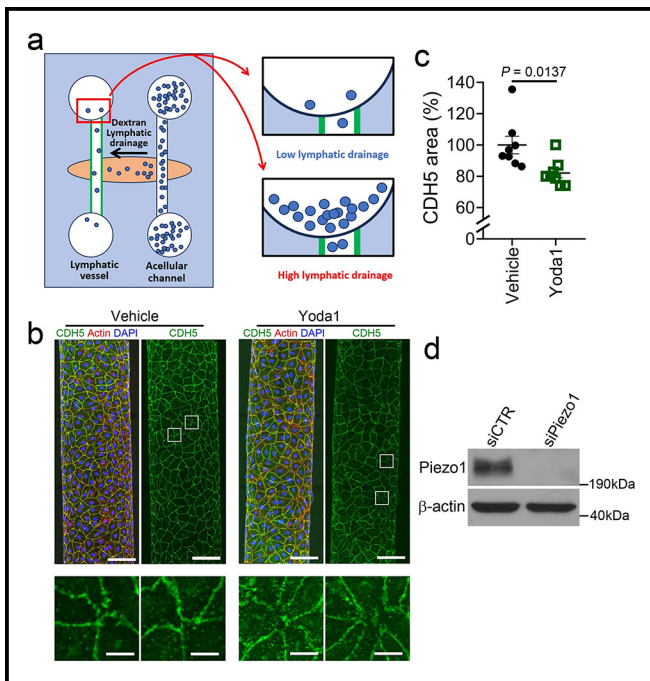 a
Dextran
Lymphatic
drainage
Lymphatic
vessel
Acellular
channel
Low lymphatic drainage
High lymphatic drainage
c
P = 0.0137
CDH5 area (%)
140
120
100
80
60
0
Vehicle
Yoda1
b
Vehicle
Yoda1
CDH5 Actin DAPI
CDH5
CDH5 Actin DAPI
CDH5
d
siCTR
siPiezo1
Piezo1
190kDa
β-actin
40kDa